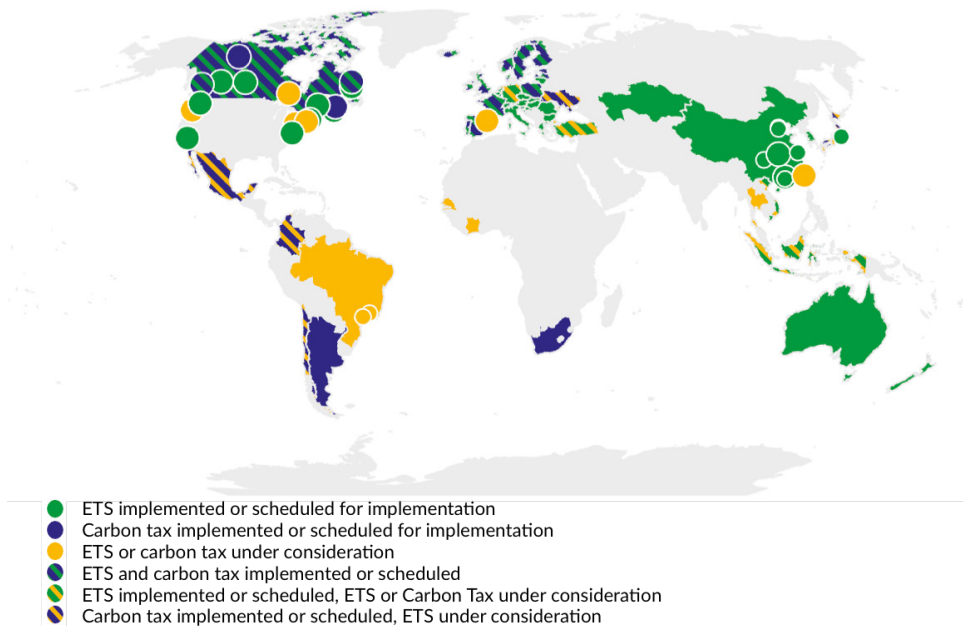 ETS implemented or scheduled for implementation
Carbon tax implemented or scheduled for implementation
ETS or carbon tax under consideration
ETS and carbon tax implemented or scheduled
ETS implemented or scheduled, ETS or Carbon Tax under consideration
Carbon tax implemented or scheduled, ETS under consideration